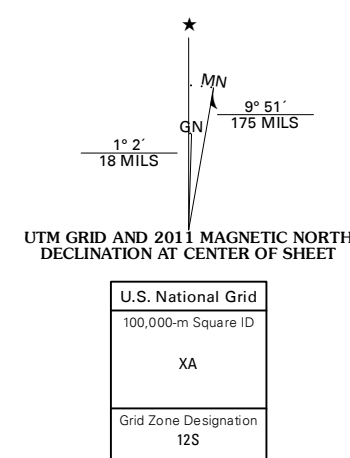 ★
MN
GN
9° 51´
175 MILS
1° 2´
18 MILS
UTM GRID AND 2011 MAGNETIC NORTH
DECLINATION AT CENTER OF SHEET
U.S. National Grid
100,000-m Square ID
XA
Grid Zone Designation
12S